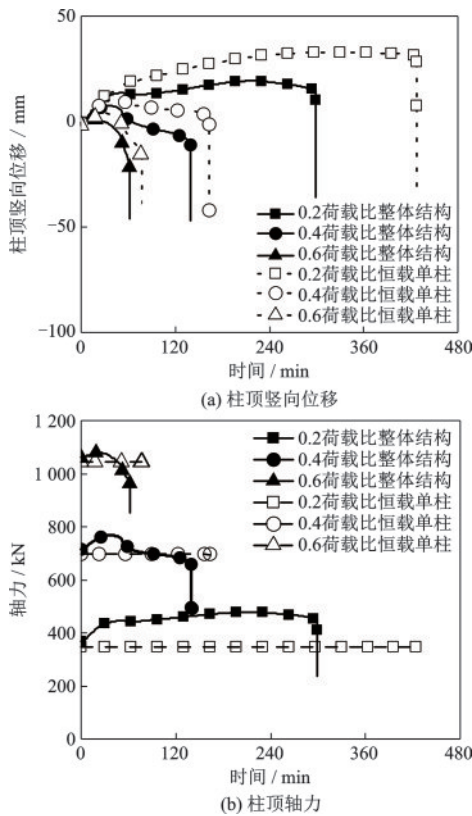 50
0
−50
−100
柱顶竖向位移 / mm
0.2荷载比整体结构
0.4荷载比整体结构
0.6荷载比整体结构
0.2荷载比恒载单柱
0.4荷载比恒载单柱
0.6荷载比恒载单柱
0 120 240 360 480
时间 / min
(a) 柱顶竖向位移
1 200
1 000
800
600
400
200
0
轴力 / kN
0.2荷载比整体结构
0.4荷载比整体结构
0.6荷载比整体结构
0.2荷载比恒载单柱
0.4荷载比恒载单柱
0.6荷载比恒载单柱
0 120 240 360 480
时间 / min
(b) 柱顶轴力